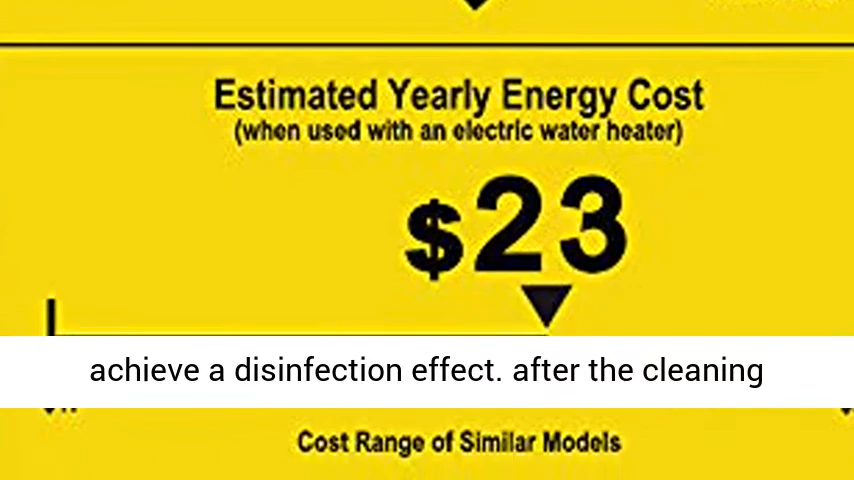 Estimated Yearly Energy Cost
(when used with an electric water heater)
$23
achieve a disinfection effect. after the cleaning
Cost Range of Similar Models